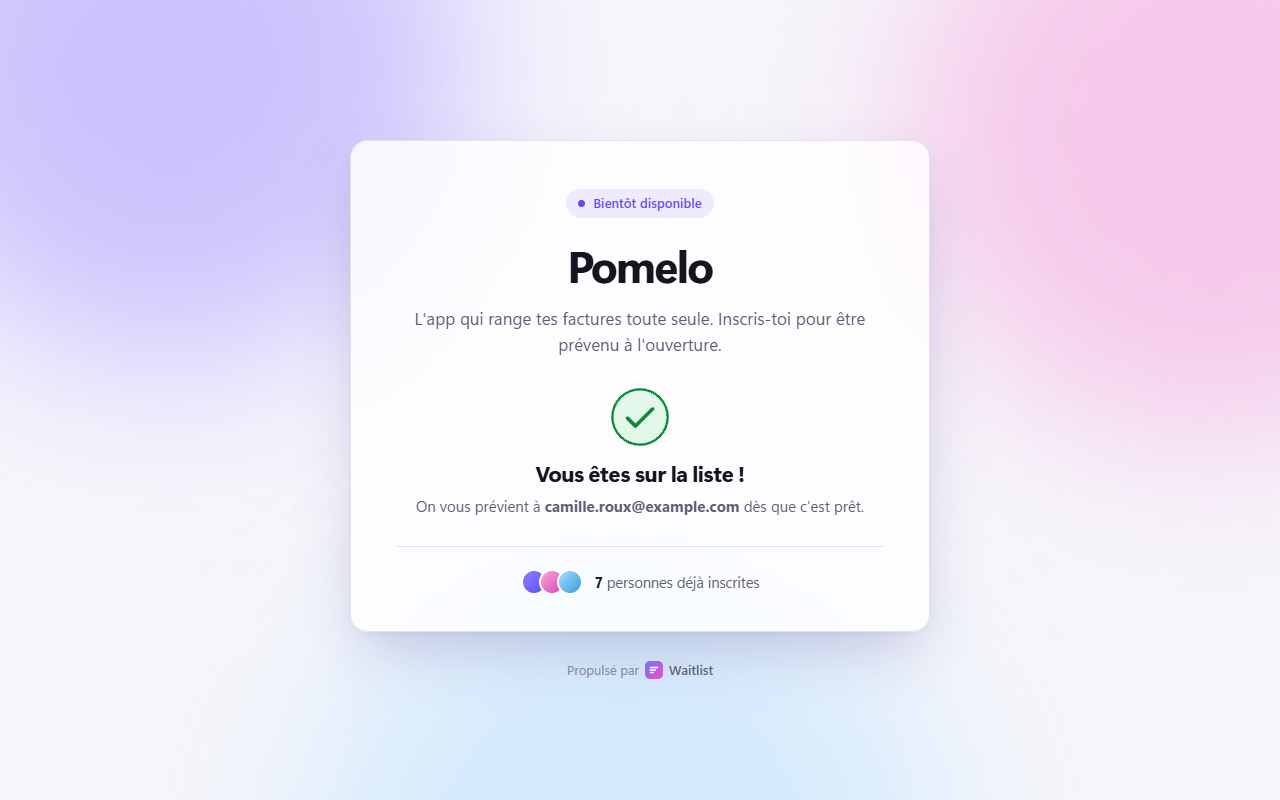 Bientôt disponible
Pomelo
L'app qui range tes factures toute seule. Inscris-toi pour être
prévenu à l'ouverture.
Vous êtes sur la liste !
On vous prévient à camille.roux@example.com dès que c’est prêt.
7 personnes déjà inscrites
Propulsé par Waitlist